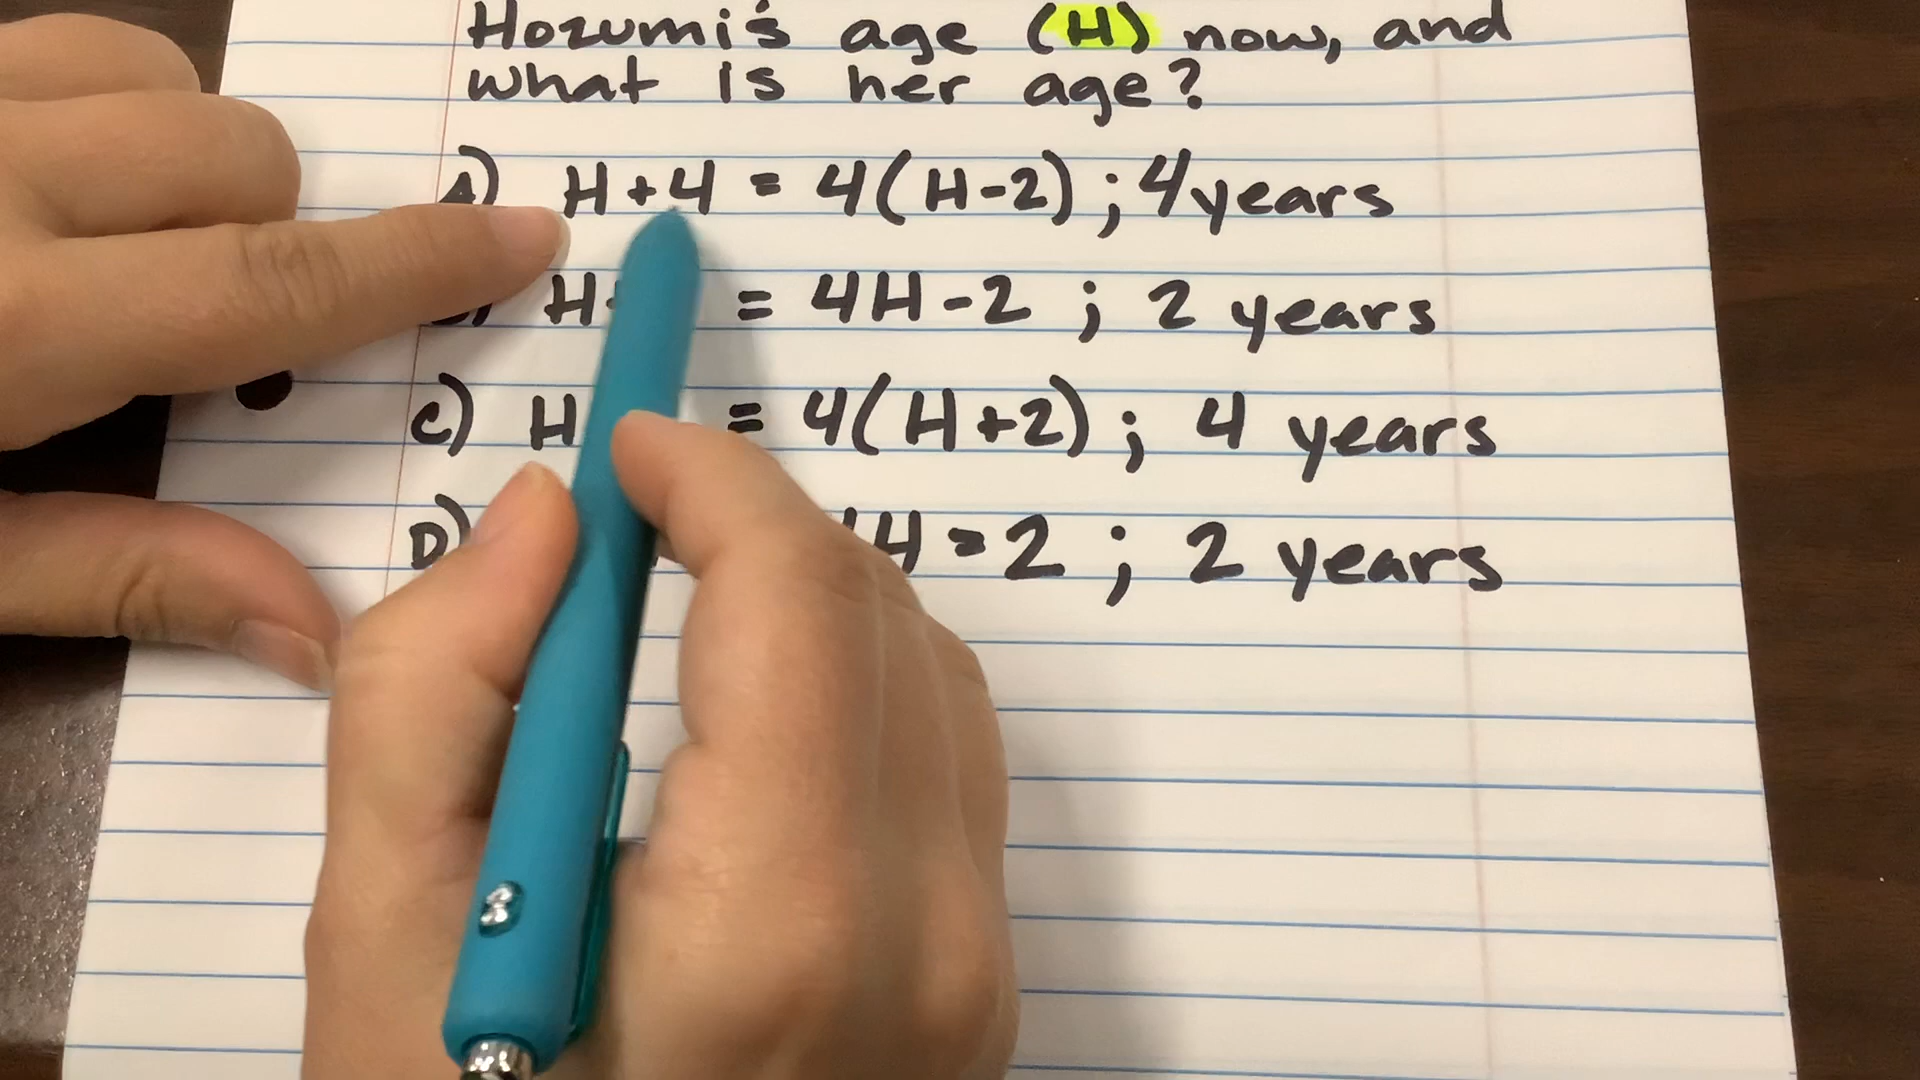 Hozumi's age (H) now, and
what is her age?
A) H+4 = 4(H-2); 4 years
H = 4H-2 ; 2 years
C) H = 4(H+2); 4 years
D) = 2 ; 2 years